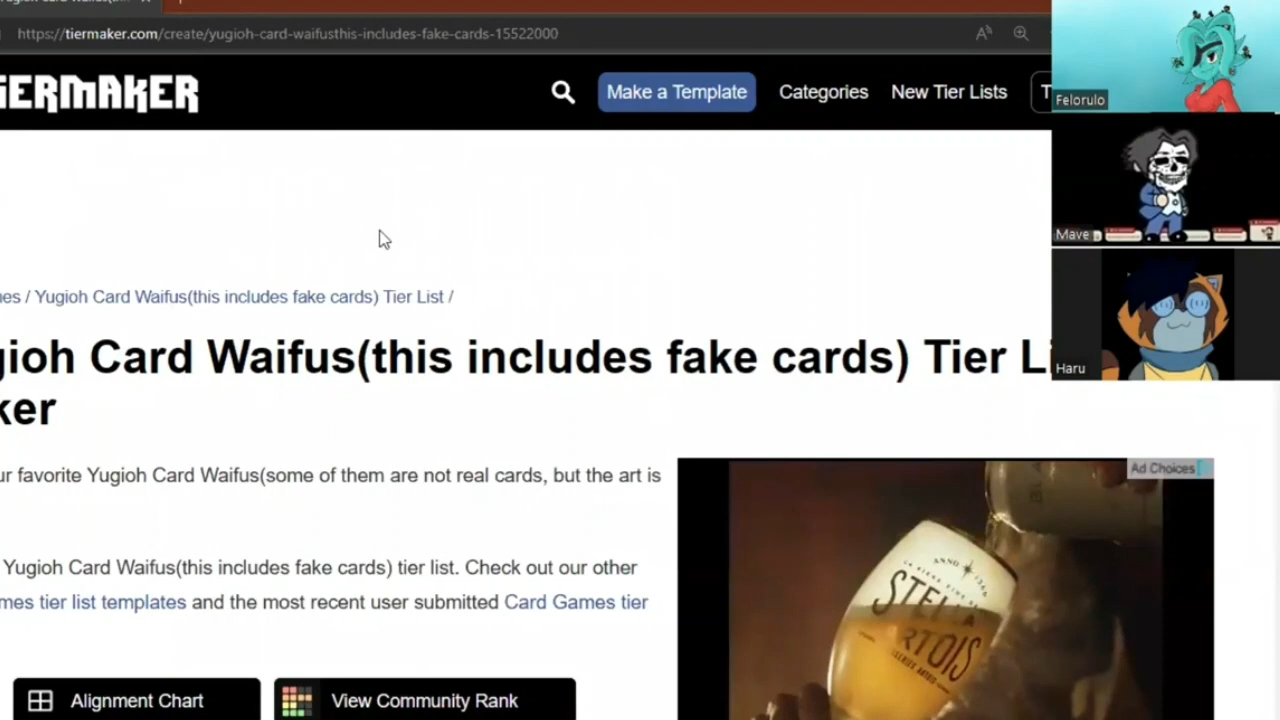 https://tiermaker.com/create/yugioh-card-waifusthis-includes-fake-cards-15522000
TIERMAKER
Make a Template
Categories
New Tier Lists
T
Felorulo
Mave
Haru
es / Yugioh Card Waifus(this includes fake cards) Tier List /
gioh Card Waifus(this includes fake cards) Tier Li
ker
ur favorite Yugioh Card Waifus(some of them are not real cards, but the art is
Yugioh Card Waifus(this includes fake cards) tier list. Check out our other
mes tier list templates and the most recent user submitted Card Games tier
Ad Choices
ANNO 1366
STELLA
ARTOIS
Alignment Chart
View Community Rank